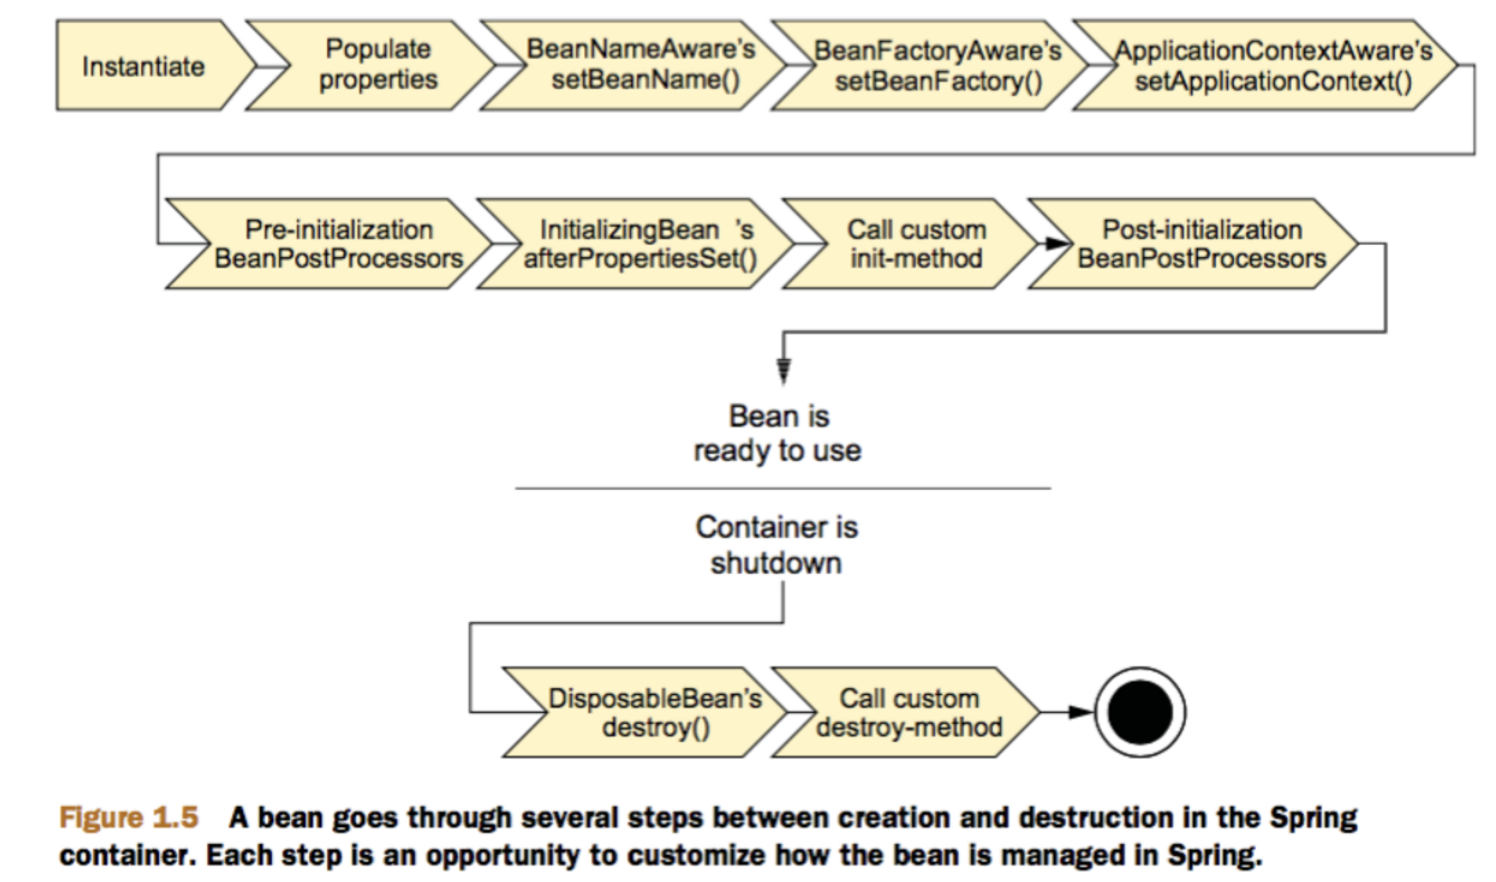 Instantiate
Populate
properties
BeanNameAware's
setBeanName()
BeanFactoryAware's
setBeanFactory()
ApplicationContextAware's
setApplicationContext()
Pre-initialization
BeanPostProcessors
InitializingBean 's
afterPropertiesSet()
Call custom
init-method
Post-initialization
BeanPostProcessors
Bean is
ready to use
Container is
shutdown
DisposableBean's
destroy()
Call custom
destroy-method
Figure 1.5 A bean goes through several steps between creation and destruction in the Spring
container. Each step is an opportunity to customize how the bean is managed in Spring.